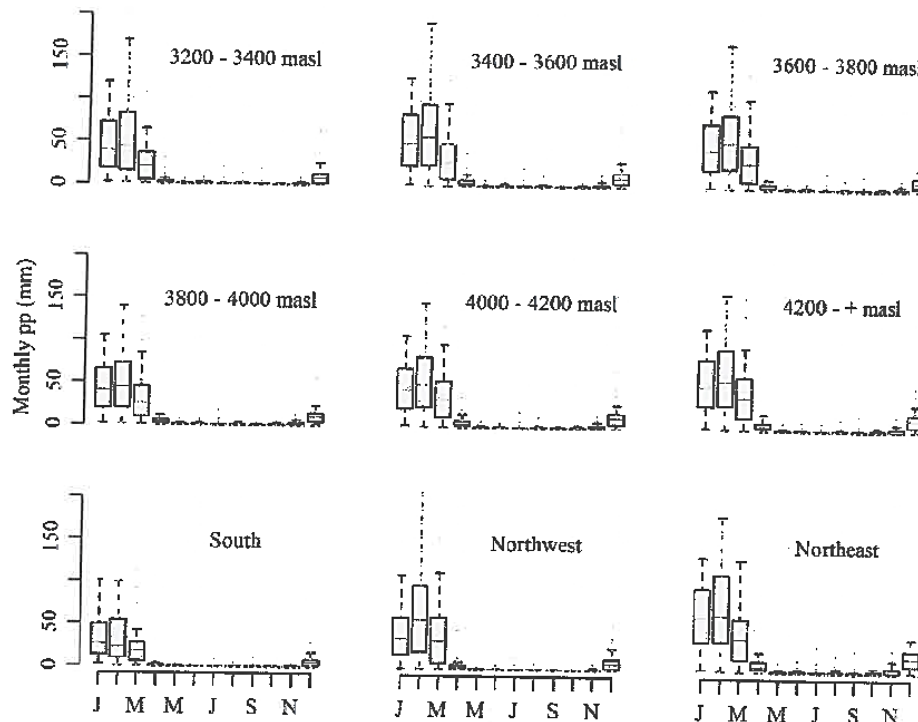 150
50
0
3200 - 3400 masl
3400 - 3600 masl
3600 - 3800 masl
Monthly pp (mm)
150
50
0
3800 - 4000 masl
4000 - 4200 masl
4200 - + masl
150
50
0
South
Northwest
Northeast
J M M J S N
J M M J S N
J M M J S N